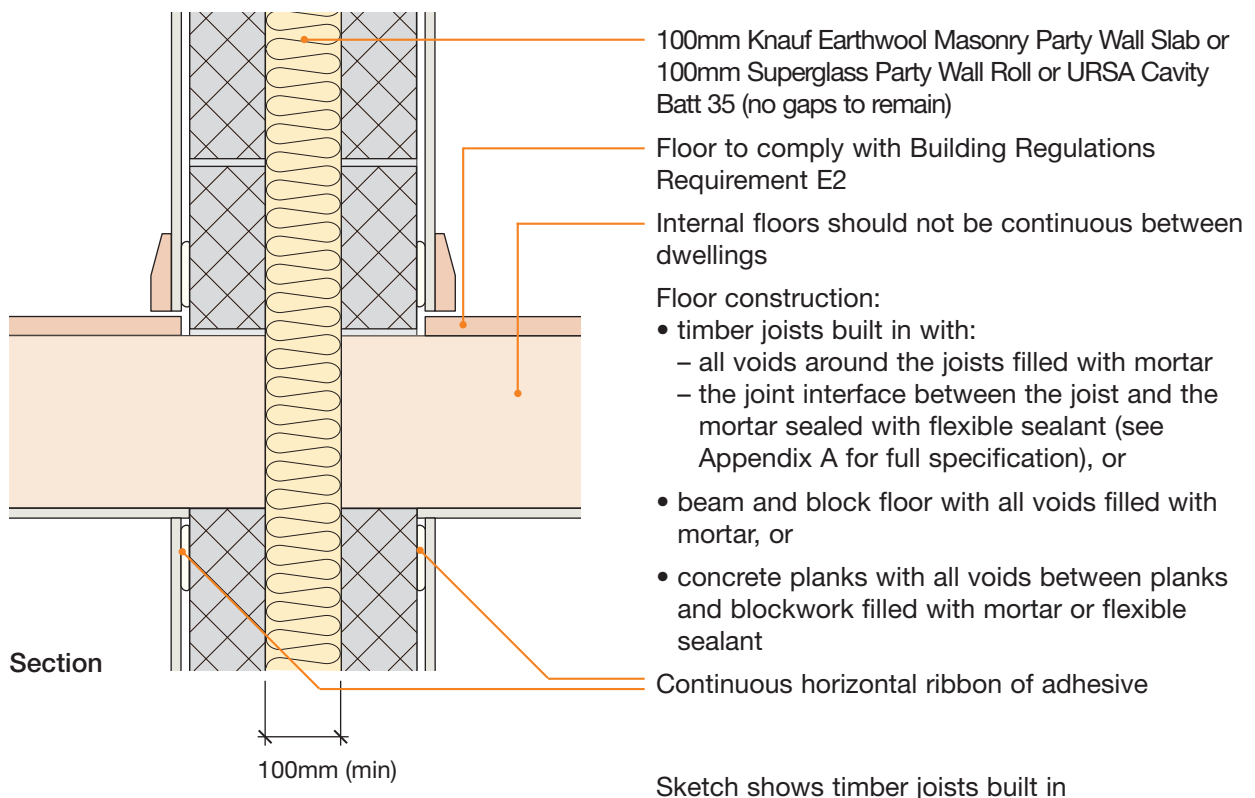 100mm Knauf Earthwool Masonry Party Wall Slab or
100mm Superglass Party Wall Roll or URSA Cavity
Batt 35 (no gaps to remain)
Floor to comply with Building Regulations
Requirement E2
Internal floors should not be continuous between
dwellings
Floor construction:
• timber joists built in with:
– all voids around the joists filled with mortar
– the joint interface between the joist and the
mortar sealed with flexible sealant (see
Appendix A for full specification), or
• beam and block floor with all voids filled with
mortar, or
• concrete planks with all voids between planks
and blockwork filled with mortar or flexible
sealant
Section
Continuous horizontal ribbon of adhesive
100mm (min)
Sketch shows timber joists built in